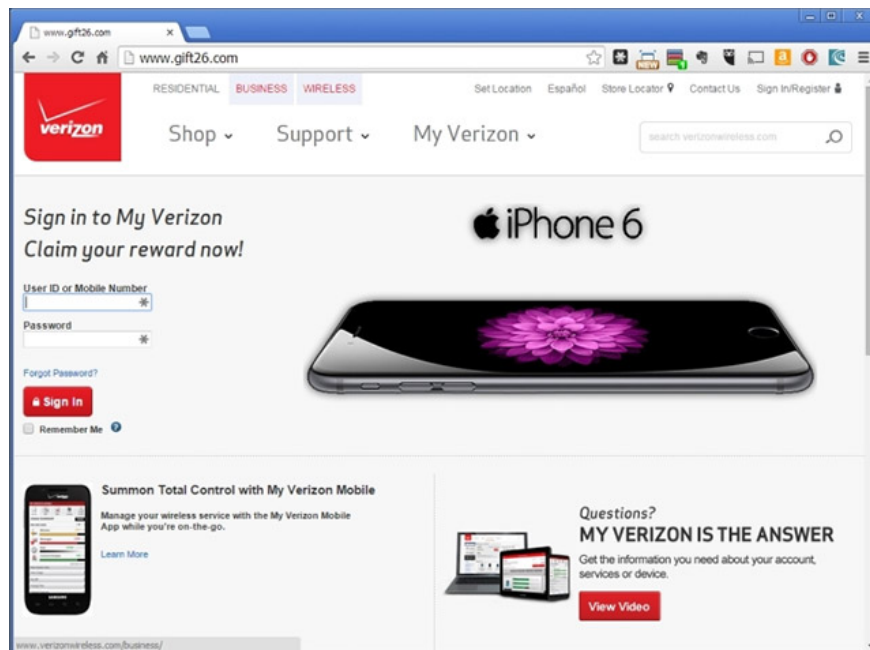 www.gift26.com
www.gift26.com
NEW
RESIDENTIAL BUSINESS WIRELESS
Set Location Español Store Locator Contact Us Sign In/Register
verizon
Shop Support My Verizon
search verizonwireless.com
Sign in to My Verizon
Claim your reward now!
iPhone 6
User ID or Mobile Number
Password
Forgot Password?
Sign In
Remember Me ?
Summon Total Control with My Verizon Mobile
Manage your wireless service with the My Verizon Mobile
App while you're on-the-go.
Learn More
SAMSUNG
Questions?
MY VERIZON IS THE ANSWER
Get the information you need about your account,
services or device.
View Video
www.verizonwireless.com/business/